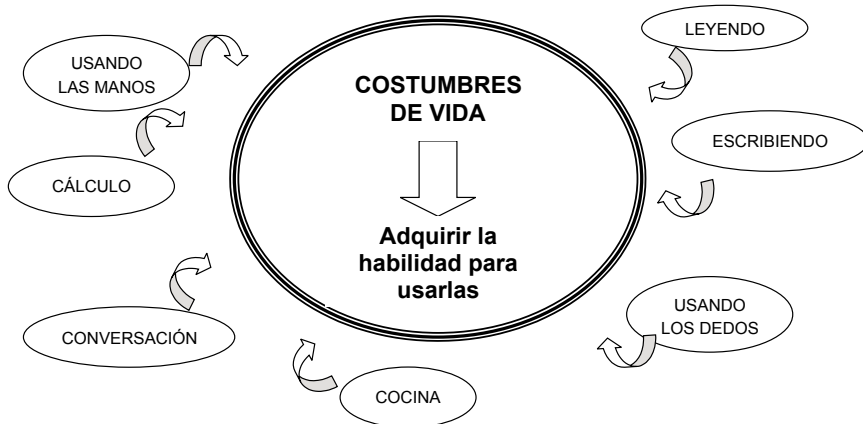 LEYENDO
USANDO
LAS MANOS
COSTUMBRES
DE VIDA
ESCRIBIENDO
CÁLCULO
Adquirir la
habilidad para
usarlas
USANDO
LOS DEDOS
CONVERSACIÓN
COCINA